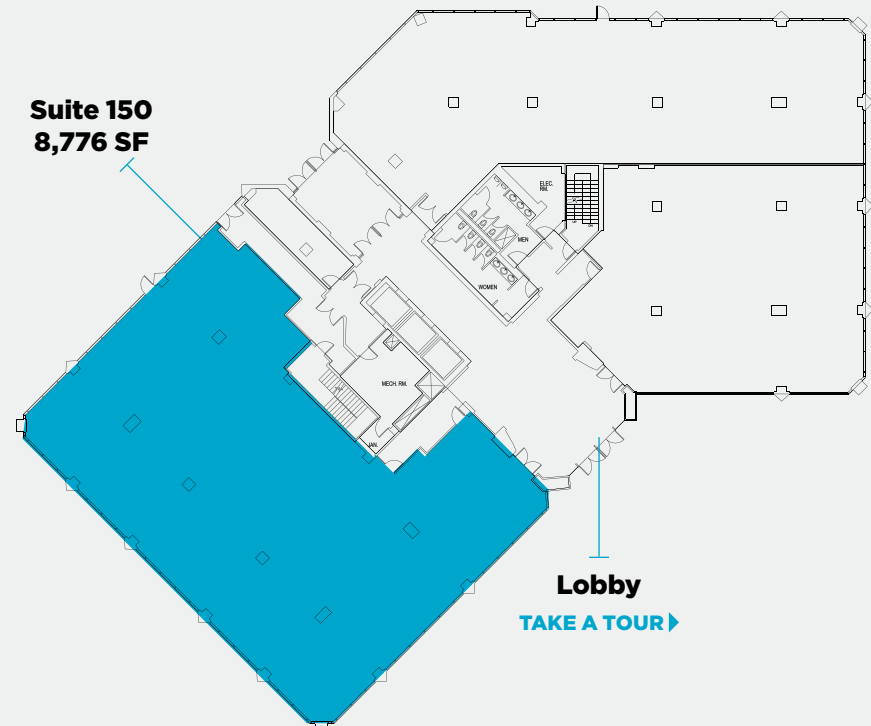 Suite 150
8,776 SF
ELEC.
RM.
MEN
WOMEN
MECH. RM.
JAN.
Lobby
TAKE A TOUR